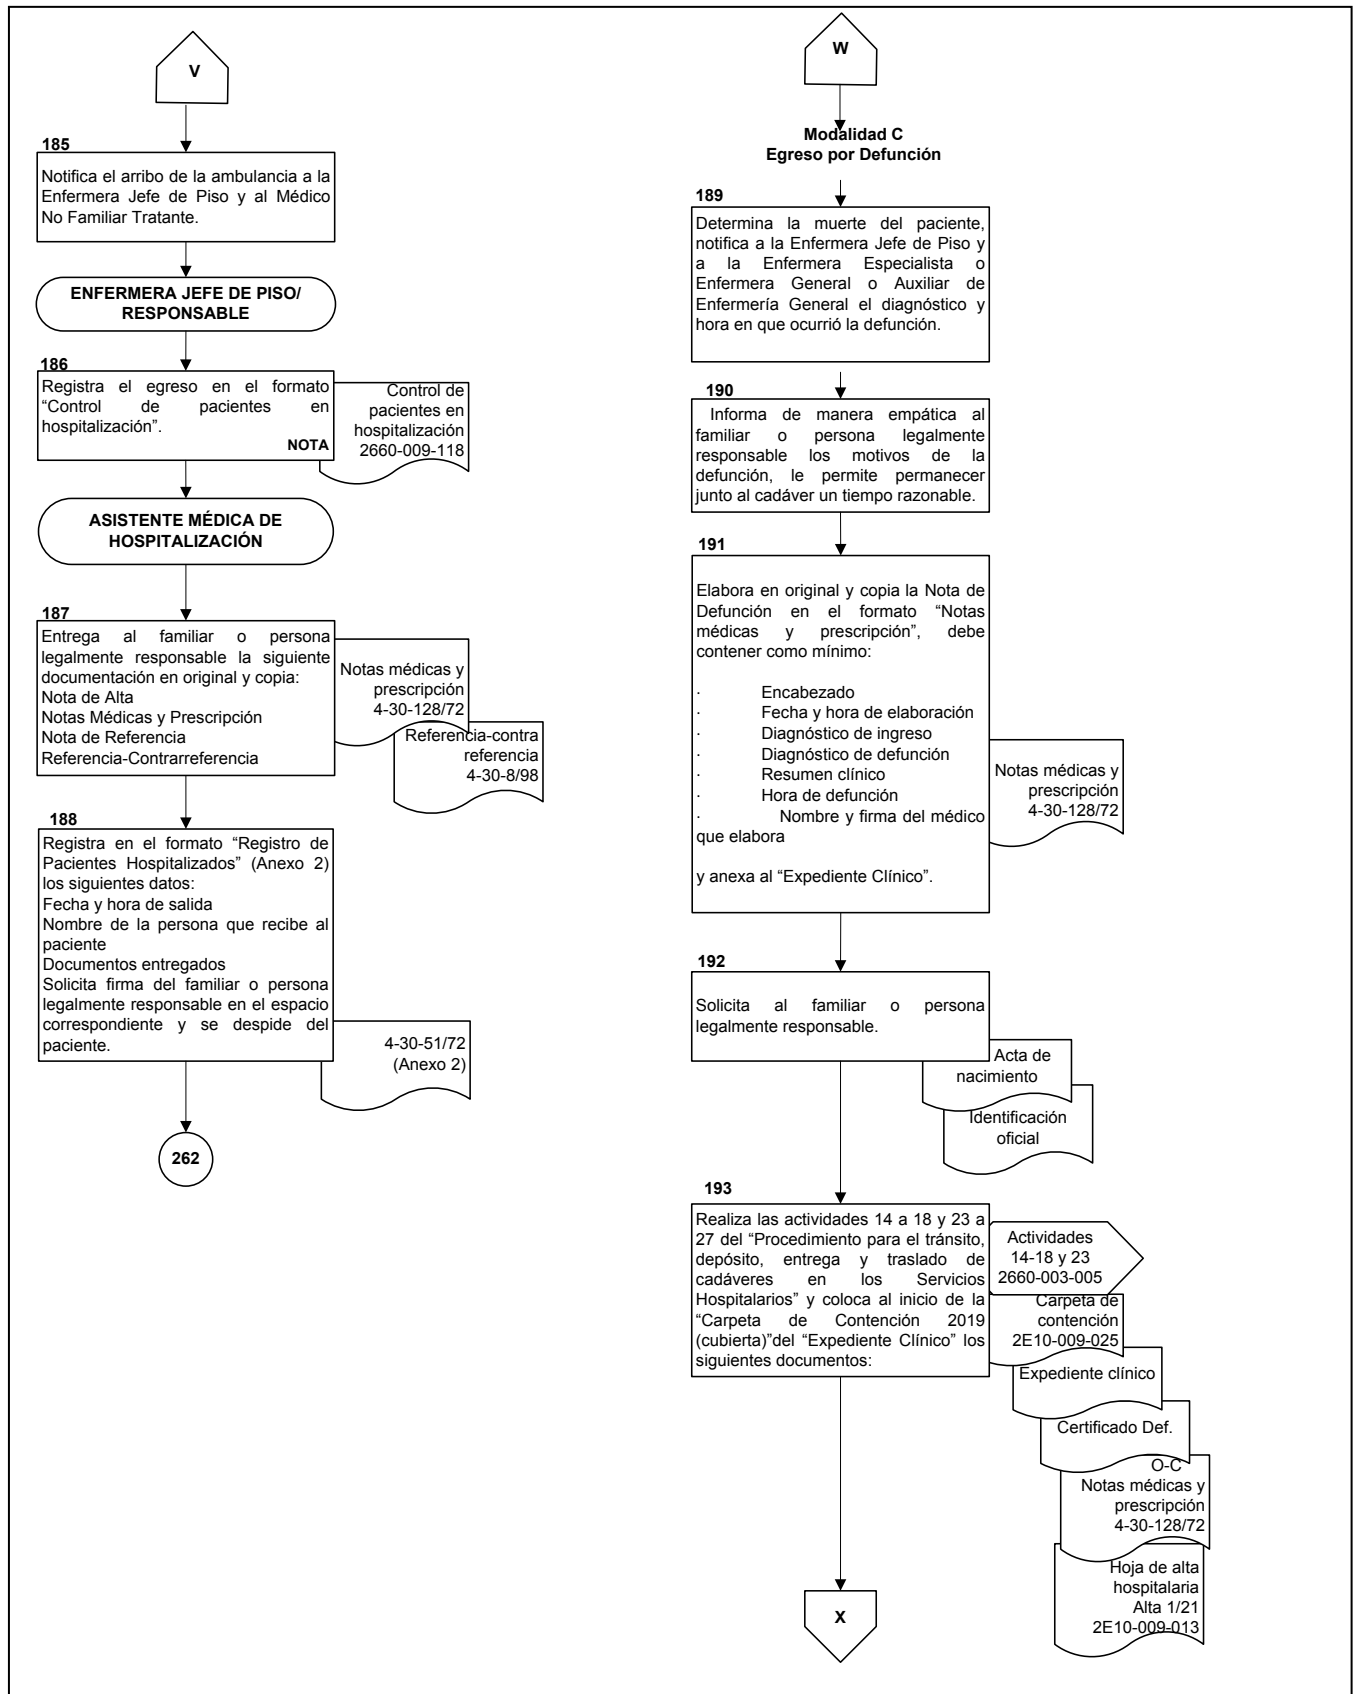 V
185
Notifica el arribo de la ambulancia a la
Enfermera Jefe de Piso y al Médico
No Familiar Tratante.
ENFERMERA JEFE DE PISO/
RESPONSABLE
186
Registra el egreso en el formato
“Control de pacientes en
hospitalización”.
NOTA
Control de
pacientes en
hospitalización
2660-009-118
ASISTENTE MÉDICA DE
HOSPITALIZACIÓN
187
Entrega al familiar o persona
legalmente responsable la siguiente
documentación en original y copia:
Nota de Alta
Notas Médicas y Prescripción
Nota de Referencia
Referencia-Contrarreferencia
Notas médicas y
prescripción
4-30-128/72
Referencia-contra
referencia
4-30-8/98
188
Registra en el formato “Registro de
Pacientes Hospitalizados” (Anexo 2)
los siguientes datos:
Fecha y hora de salida
Nombre de la persona que recibe al
paciente
Documentos entregados
Solicita firma del familiar o persona
legalmente responsable en el espacio
correspondiente y se despide del
paciente.
4-30-51/72
(Anexo 2)
262
W
Modalidad C
Egreso por Defunción
189
Determina la muerte del paciente,
notifica a la Enfermera Jefe de Piso y
a la Enfermera Especialista o
Enfermera General o Auxiliar de
Enfermería General el diagnóstico y
hora en que ocurrió la defunción.
190
Informa de manera empática al
familiar o persona legalmente
responsable los motivos de la
defunción, le permite permanecer
junto al cadáver un tiempo razonable.
191
Elabora en original y copia la Nota de
Defunción en el formato “Notas
médicas y prescripción”, debe
contener como mínimo:
· Encabezado
· Fecha y hora de elaboración
· Diagnóstico de ingreso
· Diagnóstico de defunción
· Resumen clínico
· Hora de defunción
· Nombre y firma del médico
que elabora
y anexa al “Expediente Clínico”.
Notas médicas y
prescripción
4-30-128/72
192
Solicita al familiar o persona
legalmente responsable.
Acta de
nacimiento
Identificación
oficial
193
Realiza las actividades 14 a 18 y 23 a
27 del “Procedimiento para el tránsito,
depósito, entrega y traslado de
cadáveres en los Servicios
Hospitalarios” y coloca al inicio de la
“Carpeta de Contención 2019
(cubierta)”del “Expediente Clínico” los
siguientes documentos:
Actividades
14-18 y 23
2660-003-005
Carpeta de
contención
2E10-009-025
Expediente clínico
Certificado Def.
O-C
Notas médicas y
prescripción
4-30-128/72
Hoja de alta
hospitalaria
Alta 1/21
2E10-009-013
X